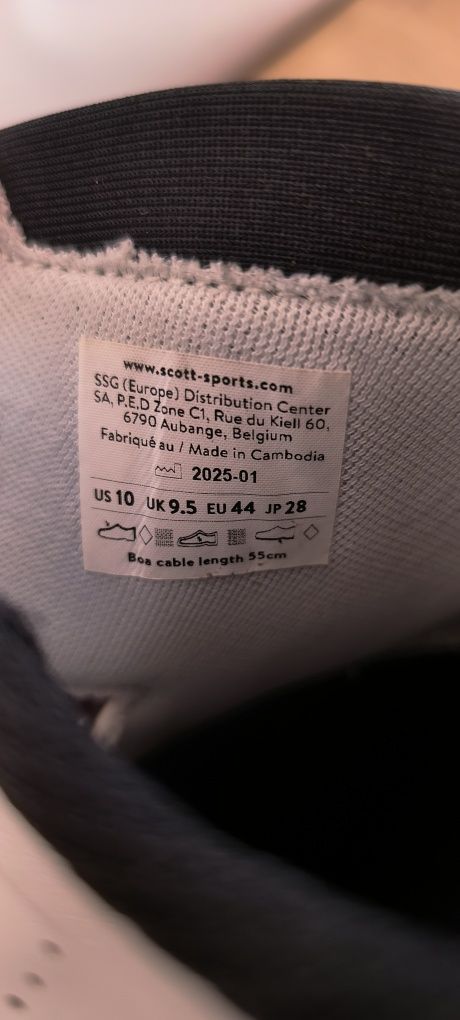 www.scott-sports.com
SSG (Europe) Distribution Center
SA, P.E.D Zone C1, Rue du Kiell 60,
6790 Aubange, Belgium
Fabriqué au / Made in Cambodia
2025-01
US 10 UK 9.5 EU 44 JP 28
Boa cable length 55cm